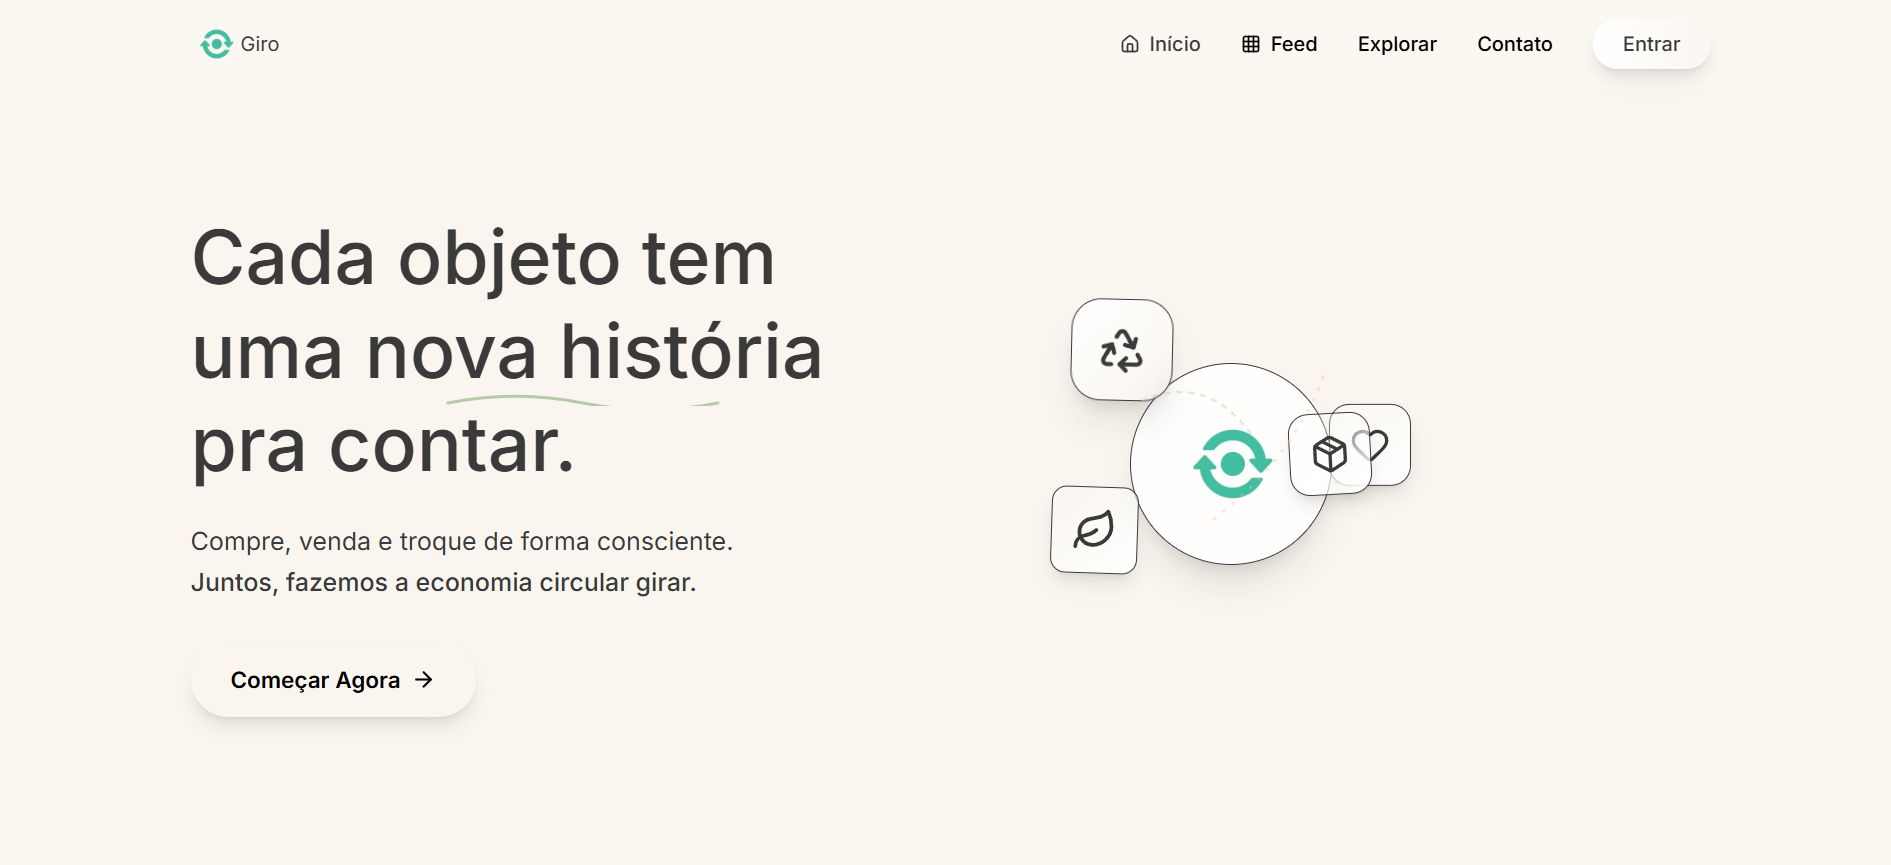 Giro
Início
Feed
Explorar
Contato
Entrar
Cada objeto tem
uma nova história
pra contar.
Compre, venda e troque de forma consciente.
Juntos, fazemos a economia circular girar.
Começar Agora